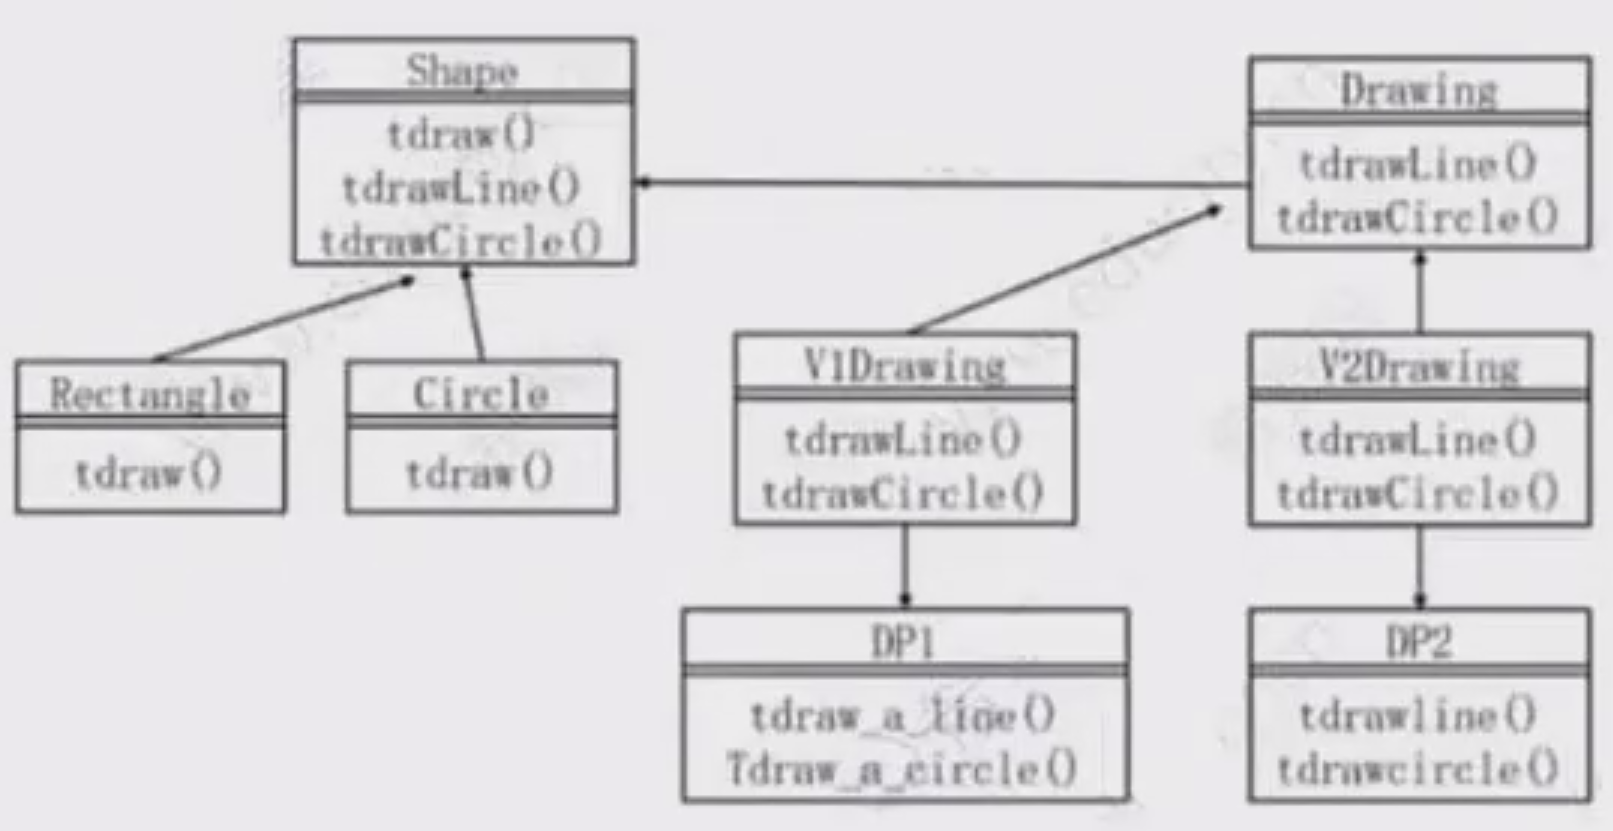 Shape
tdraw()
tdrawLine()
tdrawCircle()
Drawing
tdrawLine()
tdrawCircle()
Rectangle
tdraw()
Circle
tdraw()
V1Drawing
tdrawLine()
tdrawCircle()
V2Drawing
tdrawLine()
tdrawCircle()
DP1
tdraw_a_line()
Tdraw_a_circle()
DP2
tdrawline()
tdrawcircle()